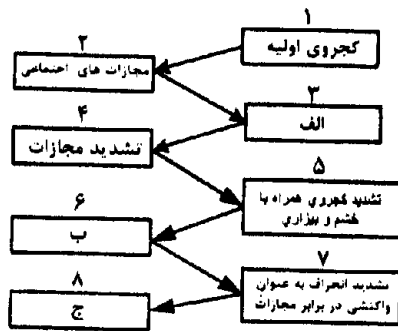 ۱
کجروی اولیه
۲
مجازات های اجتماعی
۳
الف
۴
تشدید مجازات
۵
تشدید کجروی همراه با
خشم و بیزاری
۶
ب
۷
تشدید انحراف به عنوان
واکنشی در برابر مجازات
۸
ج